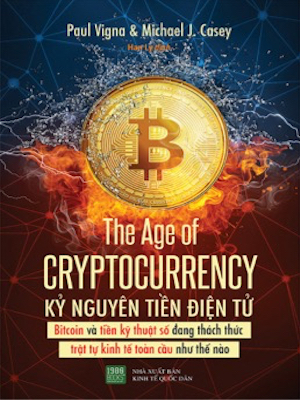 Paul Vigna & Michael J. Casey
The Age of
CRYPTOCURRENCY
KỶ NGUYÊN TIỀN ĐIỆN TỬ
Bitcoin và tiền kỹ thuật số đang thách thức
trật tự kinh tế toàn cầu như thế nào
1980
BOOKS
NHÀ XUẤT BẢN
KINH TẾ QUỐC DÂN